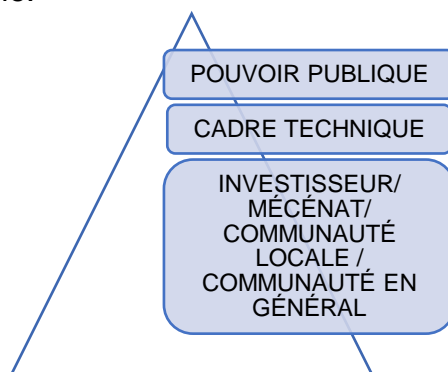 POUVOIR PUBLIQUE
CADRE TECHNIQUE
INVESTISSEUR/
MÉCÉNAT/
COMMUNAUTÉ
LOCALE /
COMMUNAUTÉ EN
GÉNÉRAL